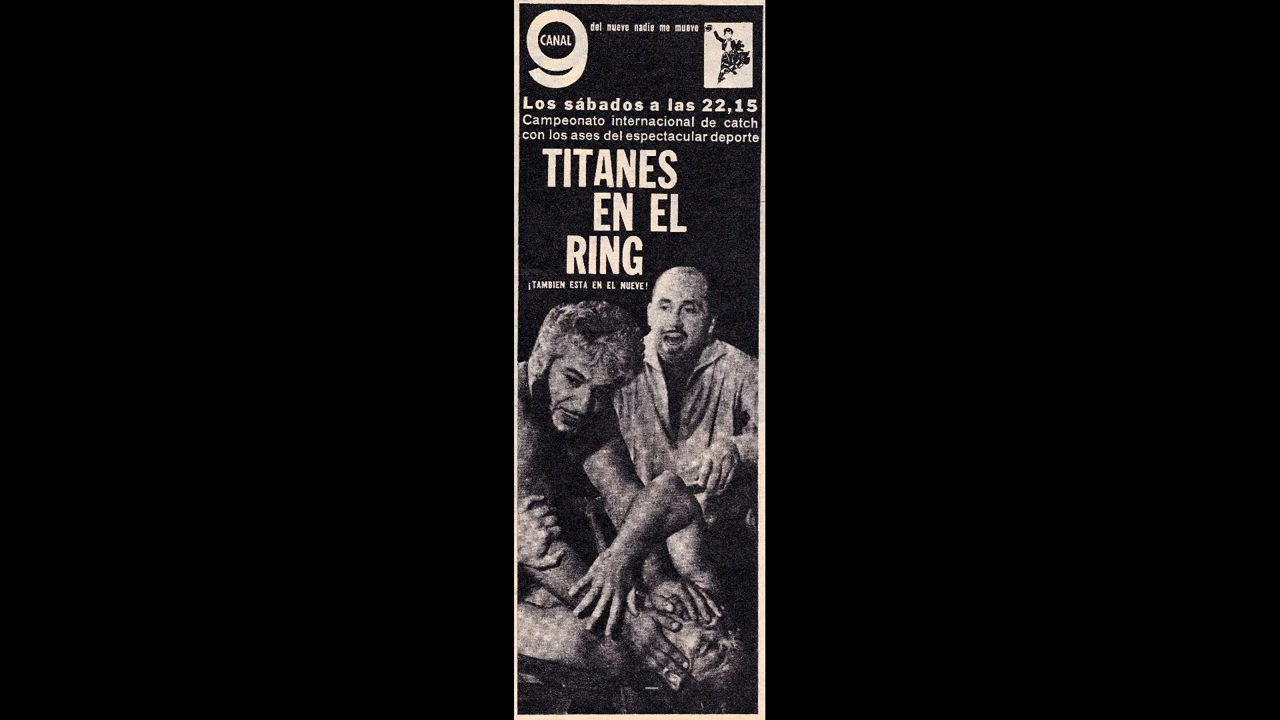 CANAL 9
del nueve nadie me mueve
Los sábados a las 22,15
Campeonato internacional de catch
con los ases del espectacular deporte
TITANES
EN EL
RING
¡TAMBIEN ESTA EN EL NUEVE!